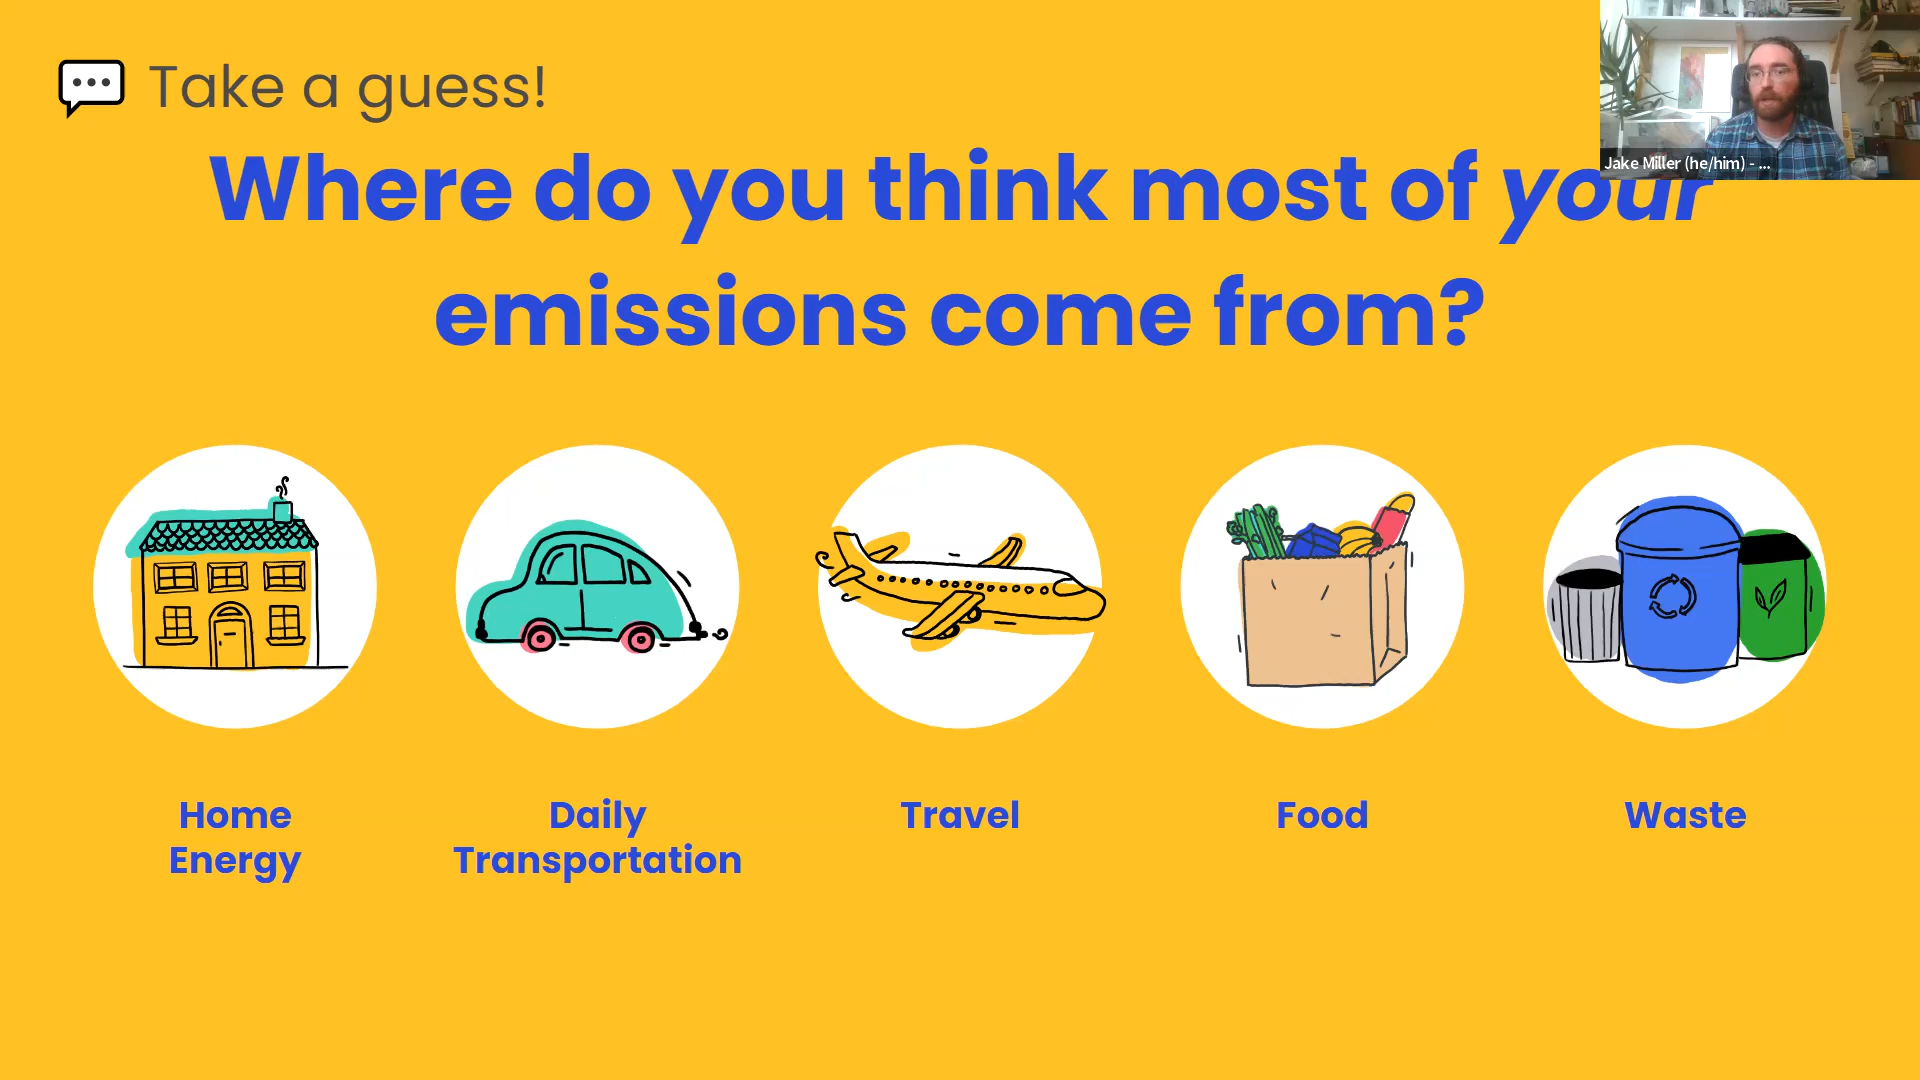 Take a guess!
Where do you think most of your
emissions come from?
Home
Energy
Daily
Transportation
Travel
Food
Waste
Jake Miller (he/him) - ...